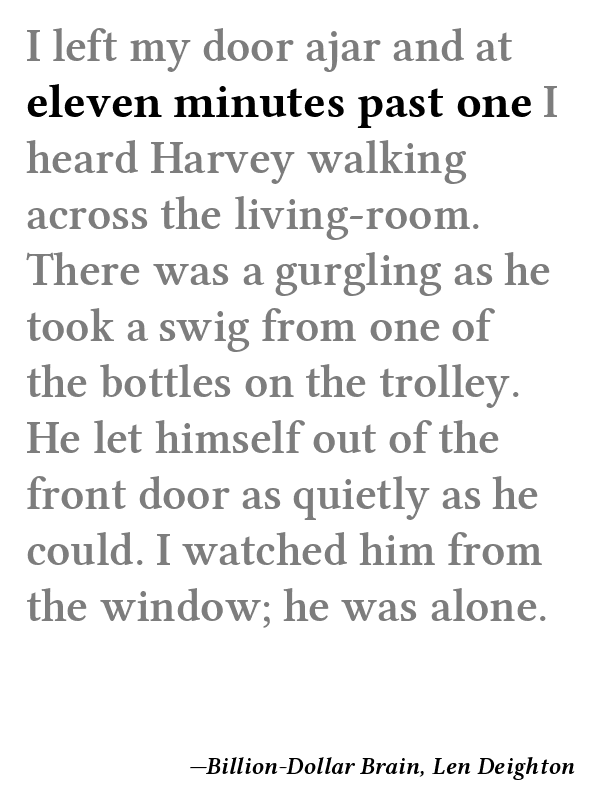 I left my door ajar and at
eleven minutes past one I
heard Harvey walking
across the living-room.
There was a gurgling as he
took a swig from one of
the bottles on the trolley.
He let himself out of the
front door as quietly as he
could. I watched him from
the window; he was alone.
—Billion-Dollar Brain, Len Deighton